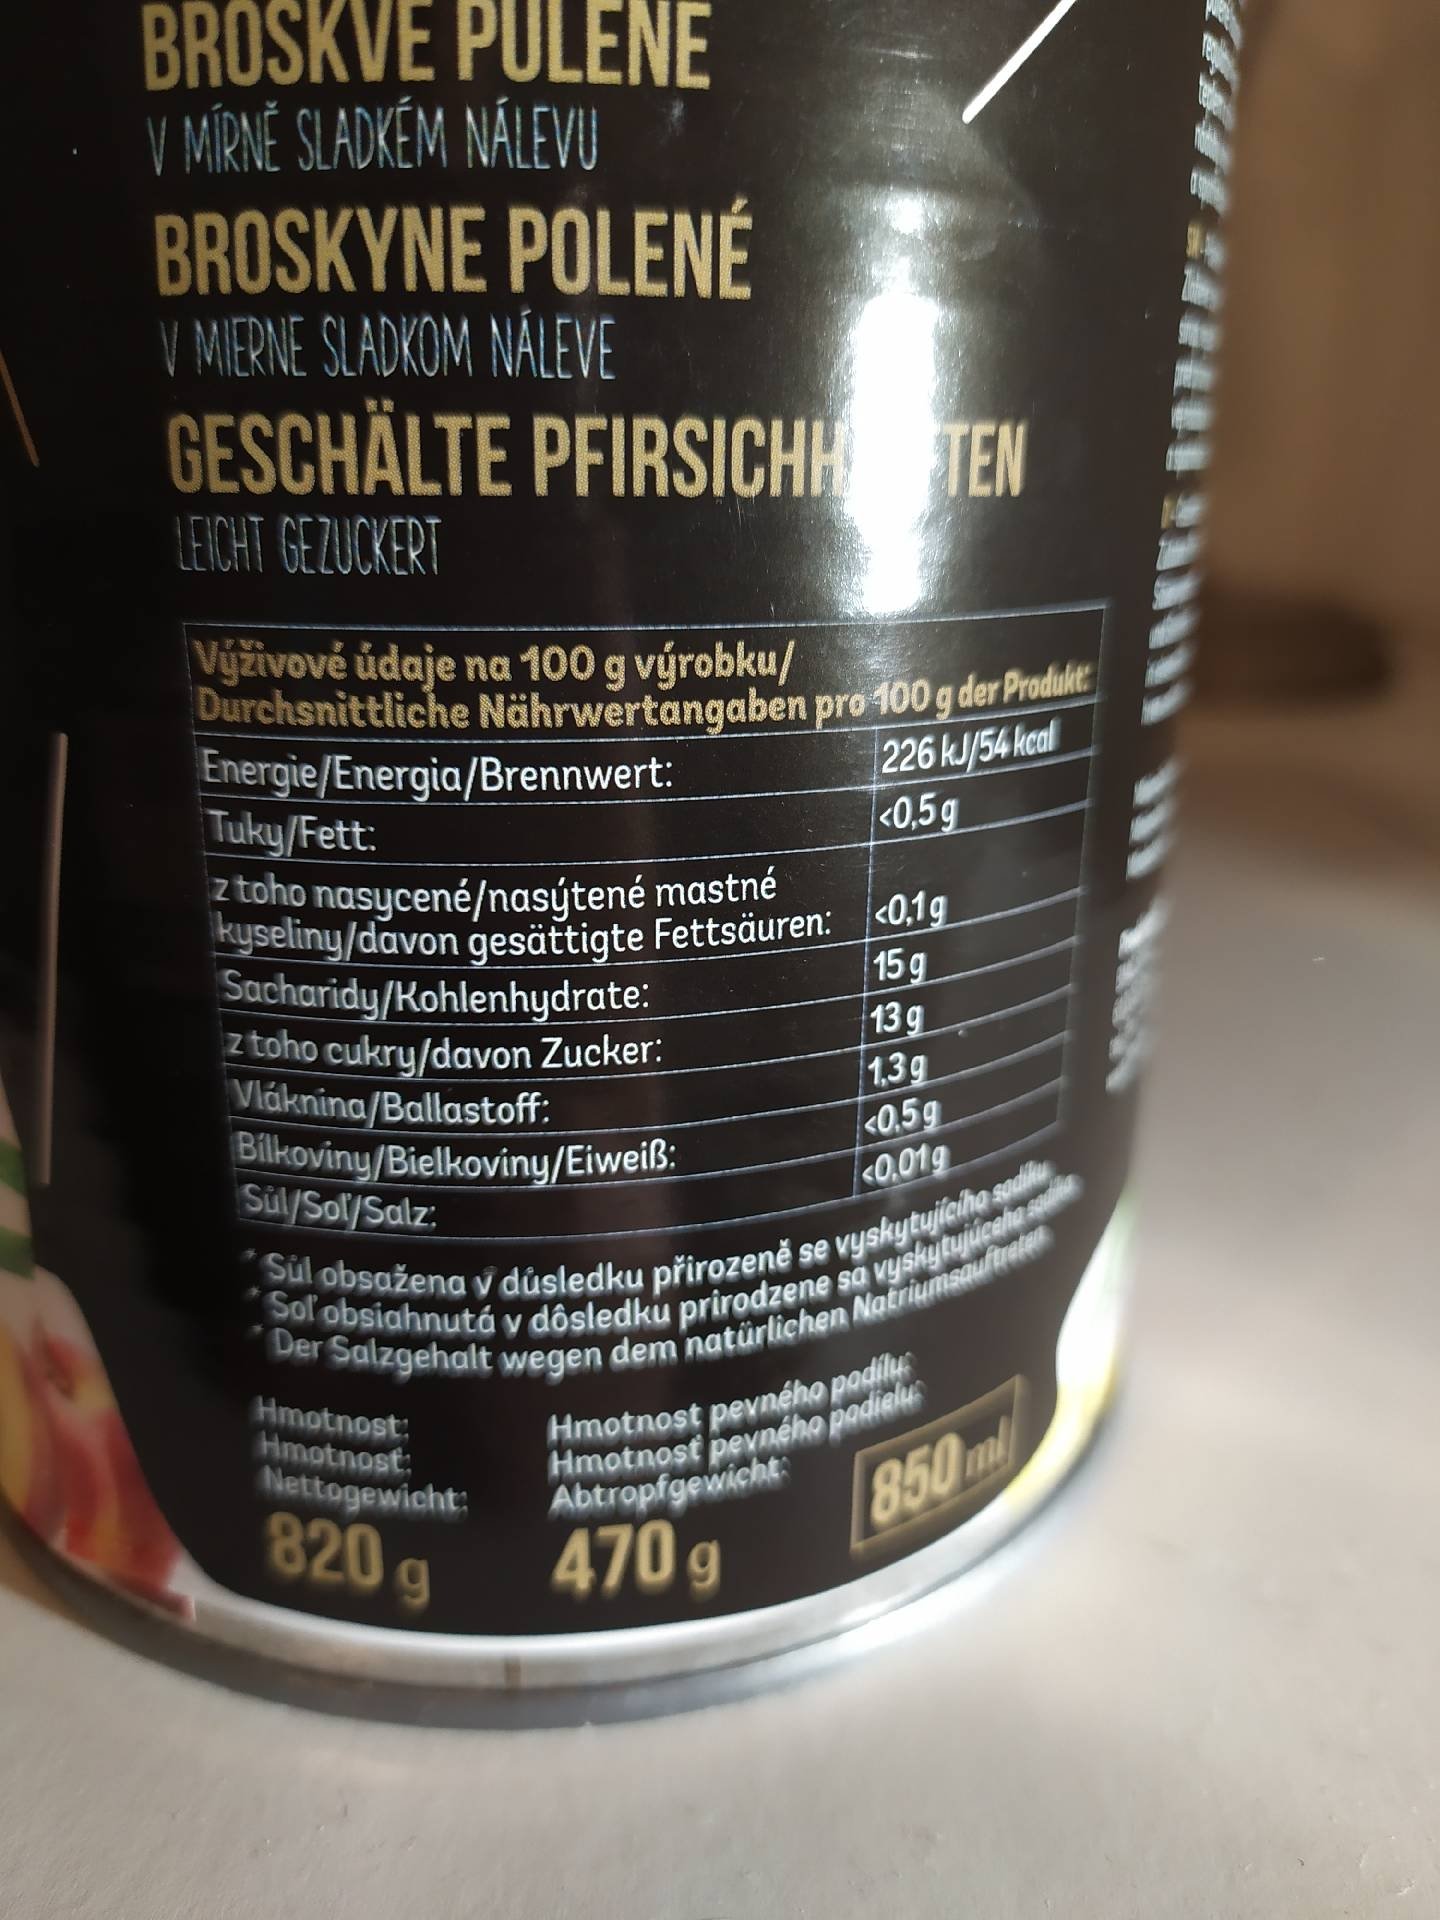 BROSKVE PŮLENÉ
V MÍRNĚ SLADKÉM NÁLEVU
BROSKYNE POLENÉ
V MIERNE SLADKOM NÁLEVE
GESCHÄLTE
LEICHT GEZUCKERT
Výživové údaje na 100 g výrobku/
Durchsnittliche Nährwertangaben pro 100 g der Produkt:
Energie/Energia/Brennwert: 226 kJ/54 kcal
Tuky/Fett: <0,5 g
z toho nasycené/nasýtené mastné
kyseliny/davon gesättigte Fettsäuren: <0,1 g
Sacharidy/Kohlenhydrate: 15 g
z toho cukry/davon Zucker: 13 g
Vláknina/Ballastoff: 1,3 g
Bílkoviny/Bielkoviny/Eiweiß: <0,5 g
Sůl/Soľ/Salz: <0,01 g
* Sůl obsažena v důsledku přirozeně se vyskytujícího sodíku
* Soľ obsiahnutá v dôsledku prirodzene sa vyskytujúceho sodíka
* Der Salzgehalt wegen dem natürlichen Natriumsauftreten
Hmotnost: Hmotnost pevného podílu:
Hmotnosť: Hmotnosť pevného podielu:
Nettogewicht: Abtropfgewicht:
820 g 470 g 850 ml